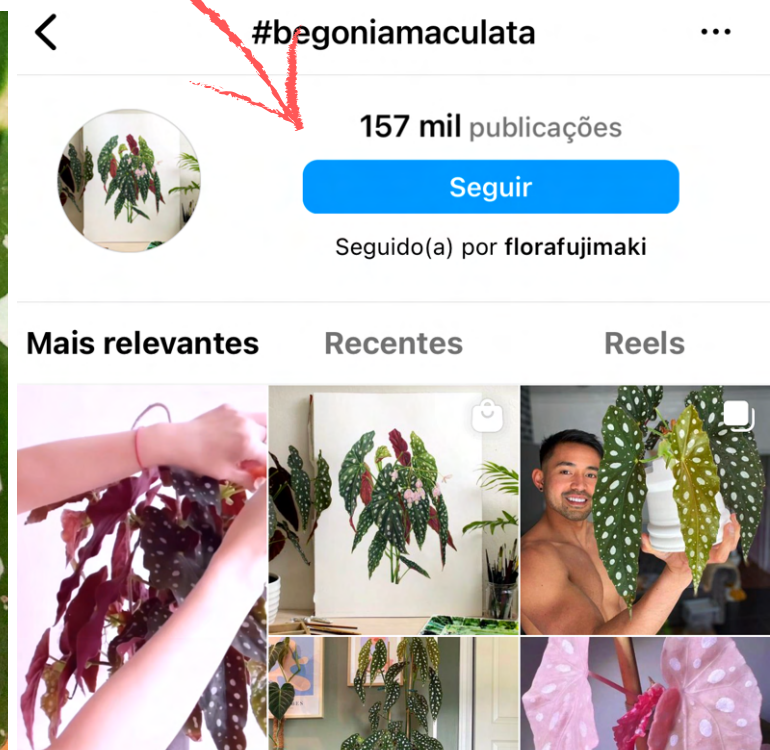 #begoniamaculata
157 mil publicações
Seguir
Seguido(a) por florafujimaki
Mais relevantes
Recentes
Reels